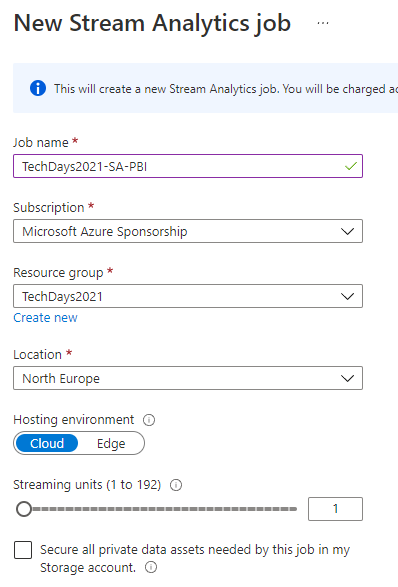 New Stream Analytics job ...
This will create a new Stream Analytics job. You will be charged
Job name *
TechDays2021-SA-PBI
Subscription *
Microsoft Azure Sponsorship
Resource group *
TechDays2021
Create new
Location *
North Europe
Hosting environment
Cloud Edge
Streaming units (1 to 192)
1
Secure all private data assets needed by this job in my
Storage account.